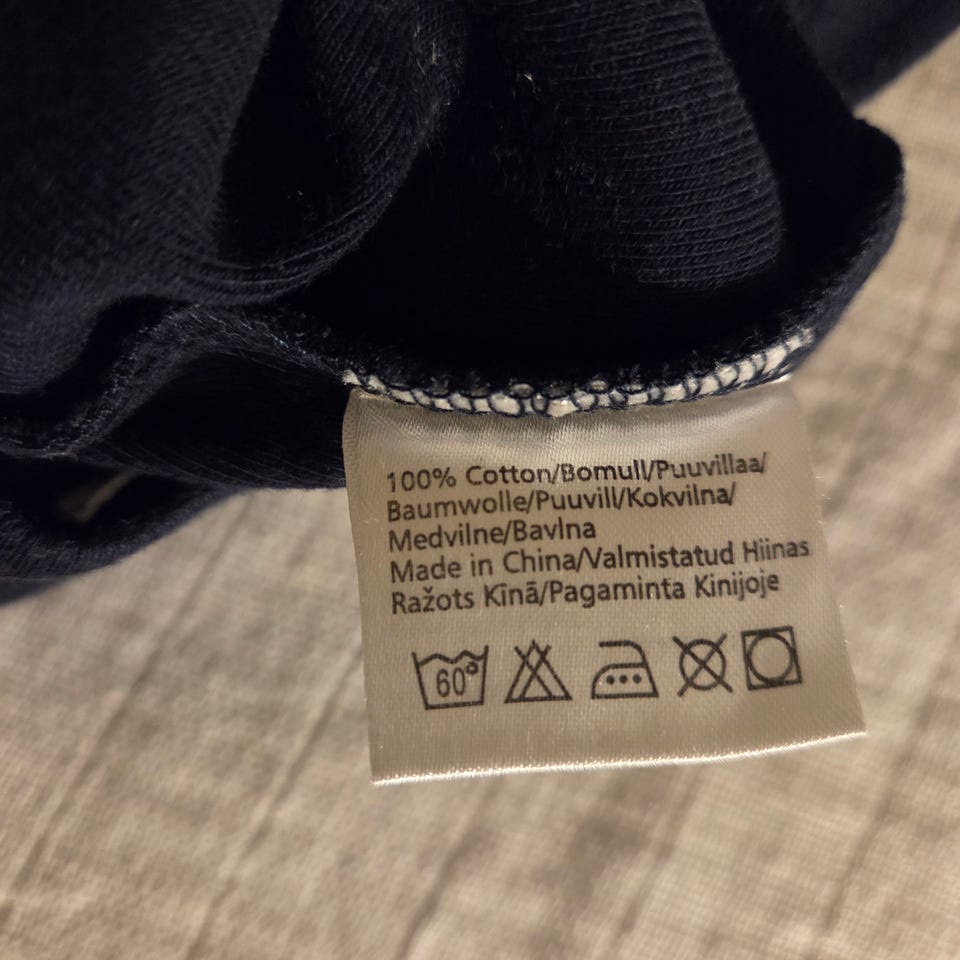 100% Cotton/Bomull/Puuvillaa/
Baumwolle/Puuvill/Kokvilna/
Medvilne/Bavlna
Made in China/Valmistatud Hiinas
Ražots Kīnā/Pagaminta Kinijoje
60°